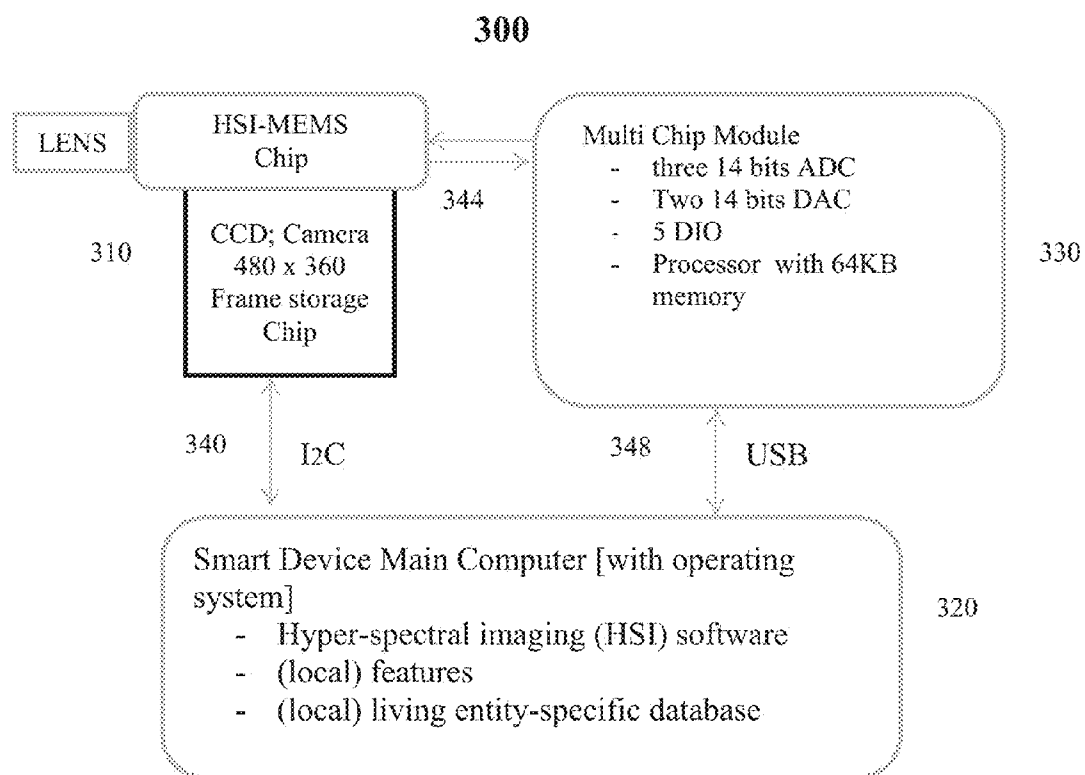 300
LENS
HSI-MEMS
Chip
344
310
CCD; Camera
480 x 360
Frame storage
Chip
Multi Chip Module
- three 14 bits ADC
- Two 14 bits DAC
- 5 DIO
- Processor with 64KB
memory
330
340
I2C
348
USB
Smart Device Main Computer [with operating
system]
- Hyper-spectral imaging (HSI) software
- (local) features
- (local) living entity-specific database
320